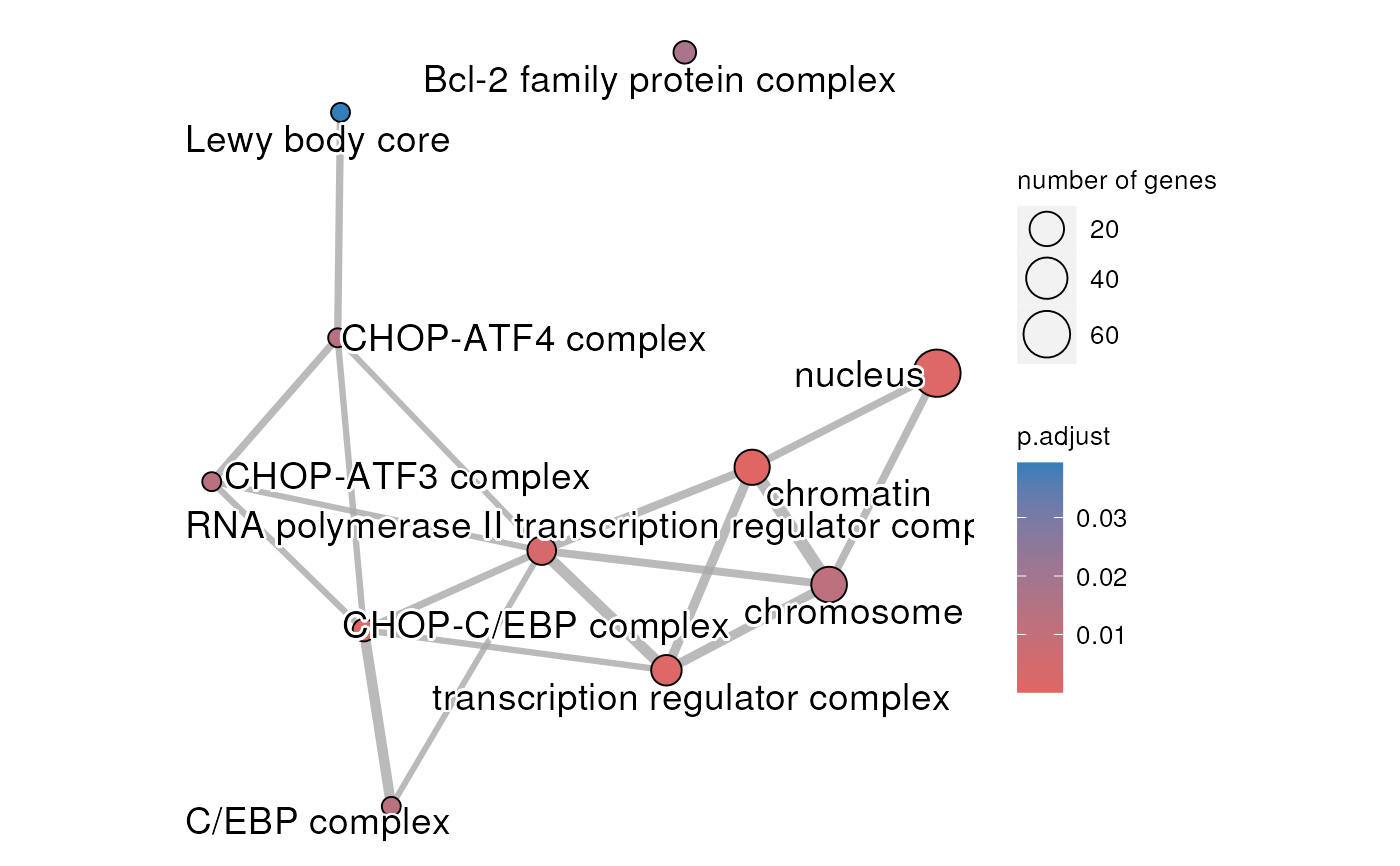 Bcl-2 family protein complex
Lewy body core
number of genes
20
40
60
CHOP-ATF4 complex
nucleus
p.adjust
CHOP-ATF3 complex
chromatin
0.03
RNA polymerase II transcription regulator comp
0.02
CHOP-C/EBP complex
chromosome
0.01
transcription regulator complex
C/EBP complex